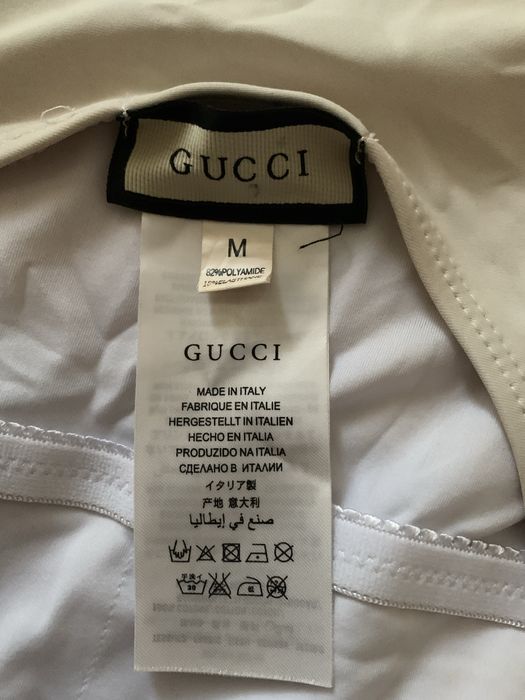 GUCCI
M
82%POLYAMIDE
GUCCI
MADE IN ITALY
FABRIQUE EN ITALIE
HERGESTELLT IN ITALIEN
HECHO EN ITALIA
PRODUZIDO NA ITALIA
СДЕЛАНО В ИТАЛИИ
イタリア製
产地 意大利
صنع في إيطاليا